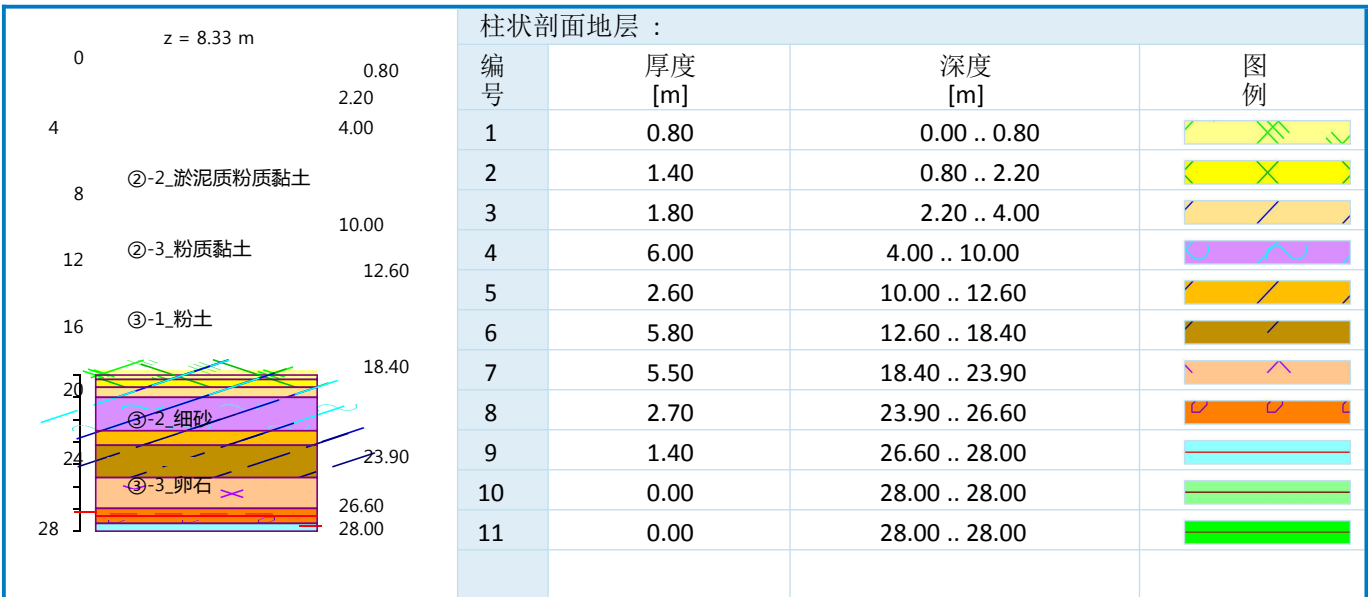 z = 8.33 m
0
0.80
2.20
4
4.00
②-2_淤泥质粉质黏土
8
10.00
②-3_粉质黏土
12
12.60
③-1_粉土
16
18.40
20
③-2_细砂
24
23.90
③-3_卵石
26.60
28
28.00
柱状剖面地层 :
编号 厚度 [m] 深度 [m] 图例
1 0.80 0.00 .. 0.80
2 1.40 0.80 .. 2.20
3 1.80 2.20 .. 4.00
4 6.00 4.00 .. 10.00
5 2.60 10.00 .. 12.60
6 5.80 12.60 .. 18.40
7 5.50 18.40 .. 23.90
8 2.70 23.90 .. 26.60
9 1.40 26.60 .. 28.00
10 0.00 28.00 .. 28.00
11 0.00 28.00 .. 28.00